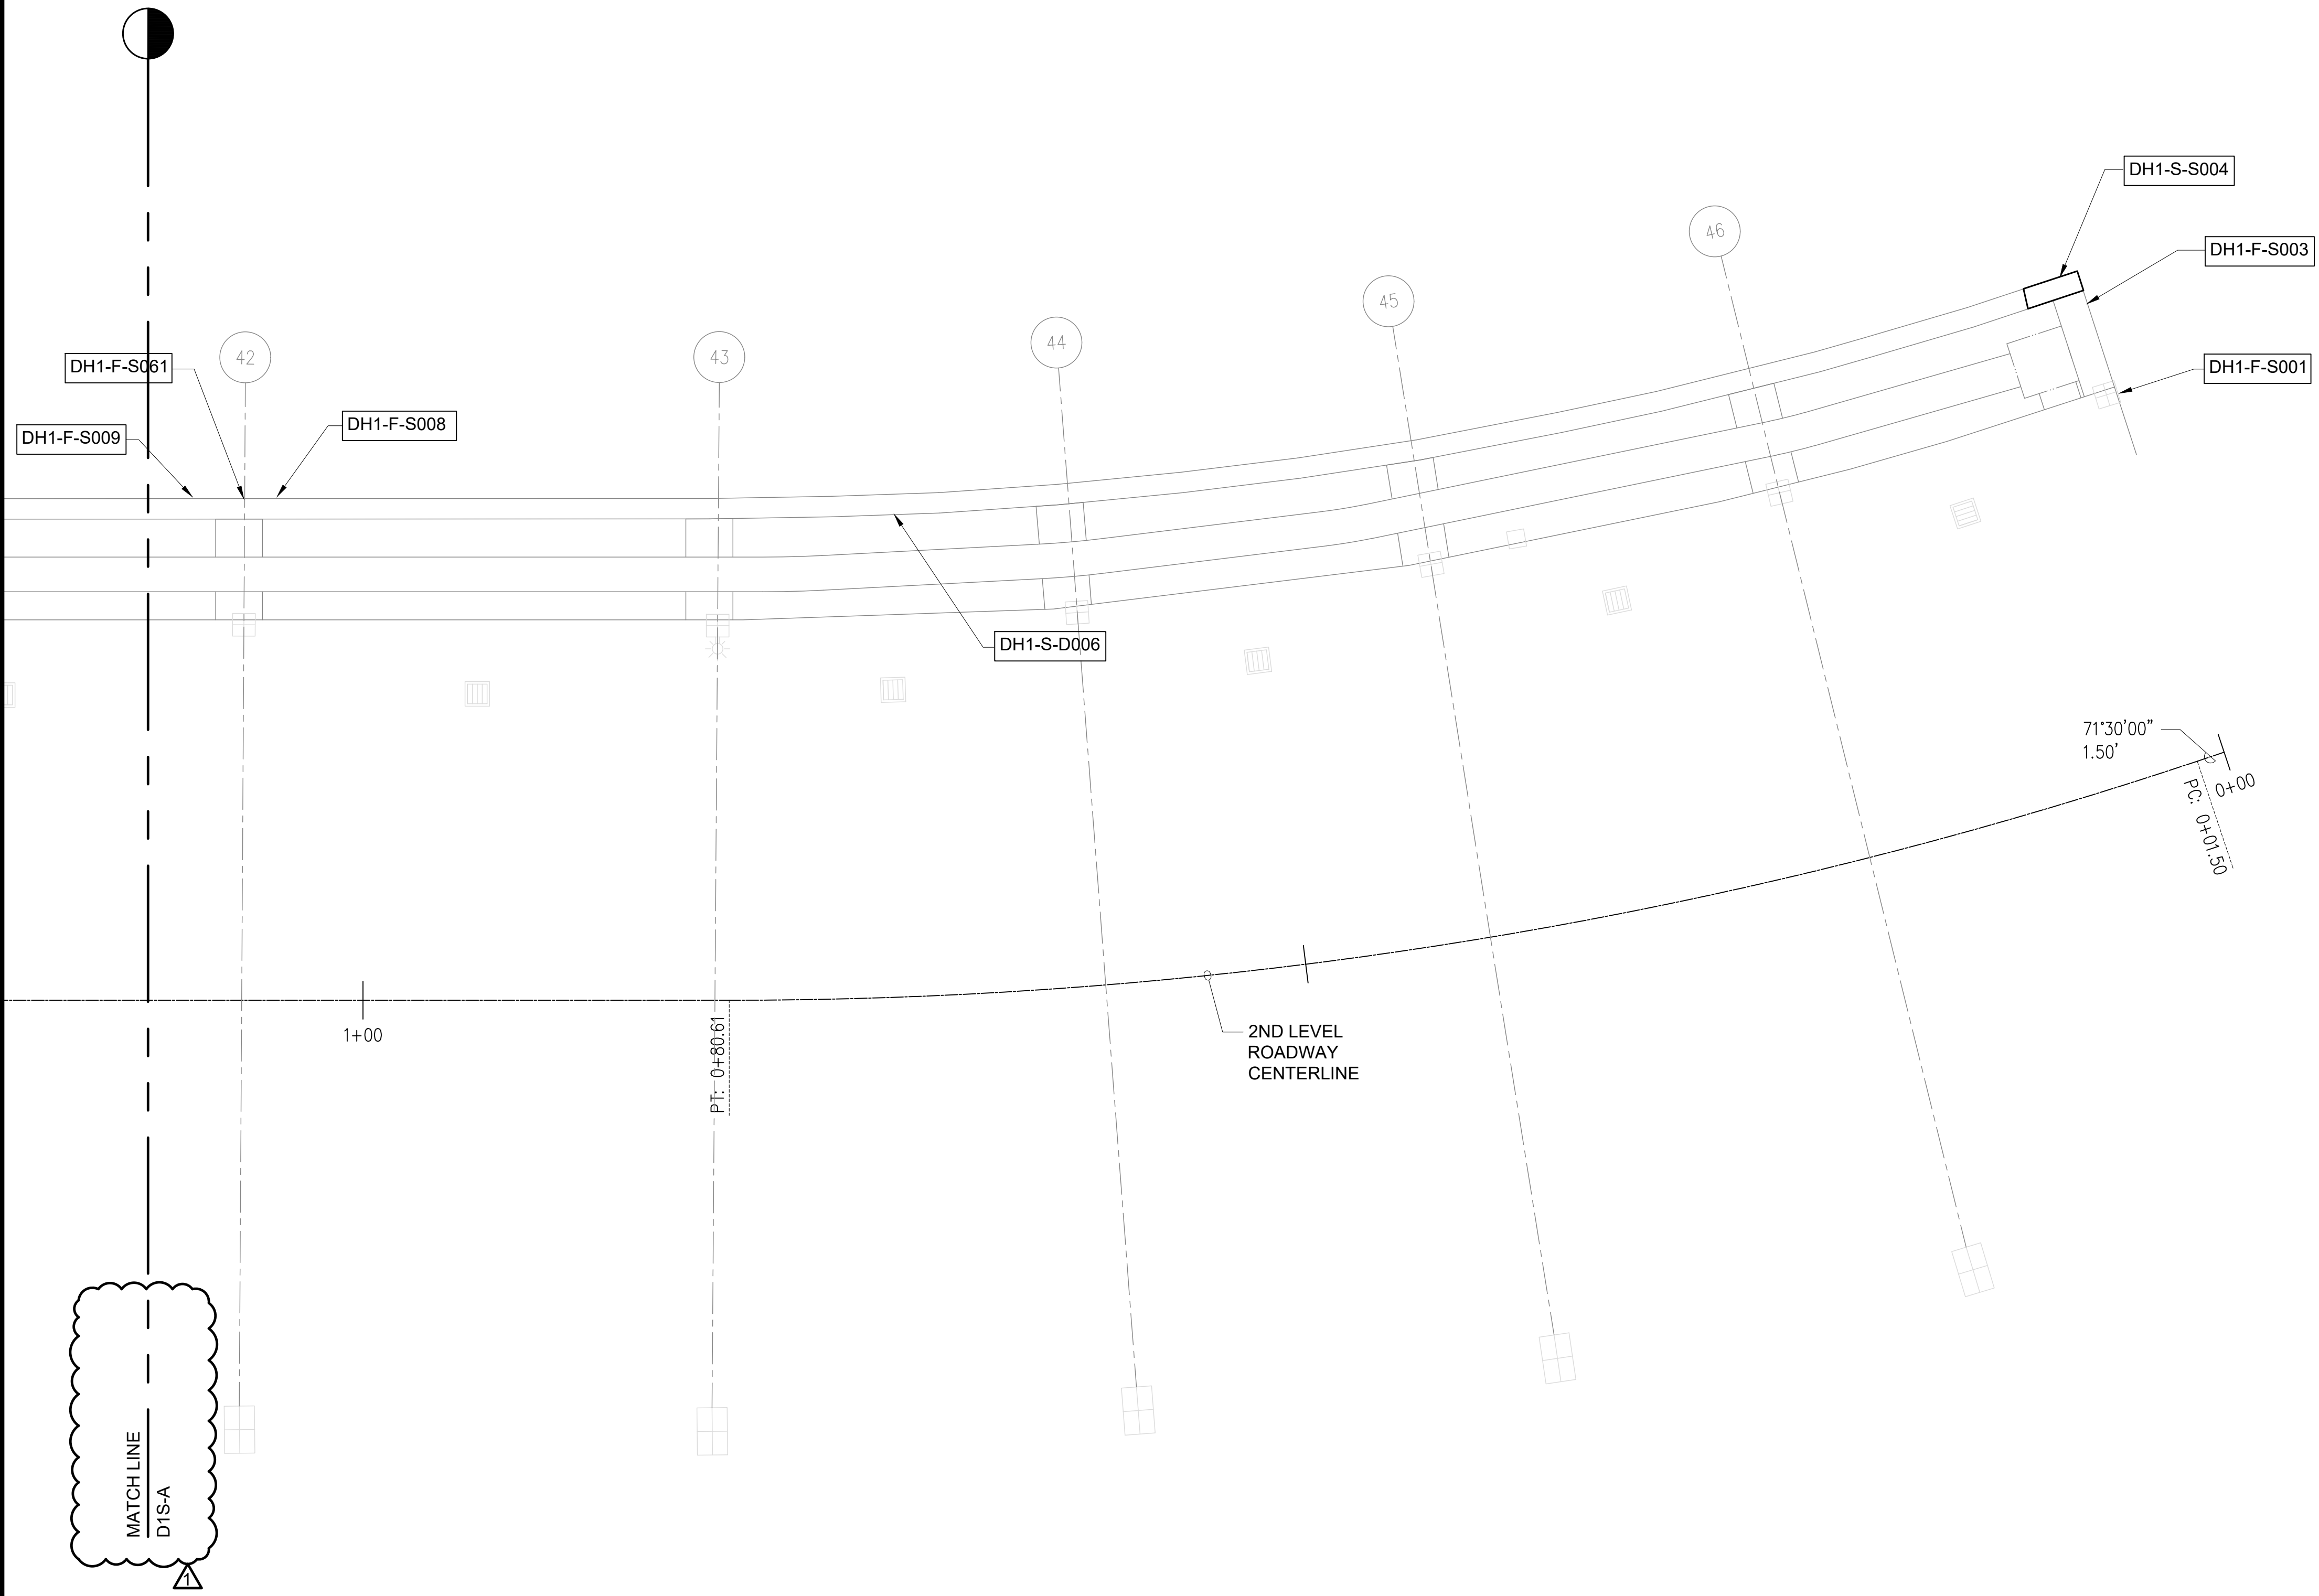 DH1-S-S004
46
DH1-F-S003
45
44
42
43
DH1-F-S061
DH1-F-S001
DH1-F-S008
DH1-F-S009
DH1-S-D006
71°30'00"
1.50'
0+00
PC: 0+01.50
1+00
PT: 0+80.61
2ND LEVEL
ROADWAY
CENTERLINE
MATCH LINE
D1S-A
1